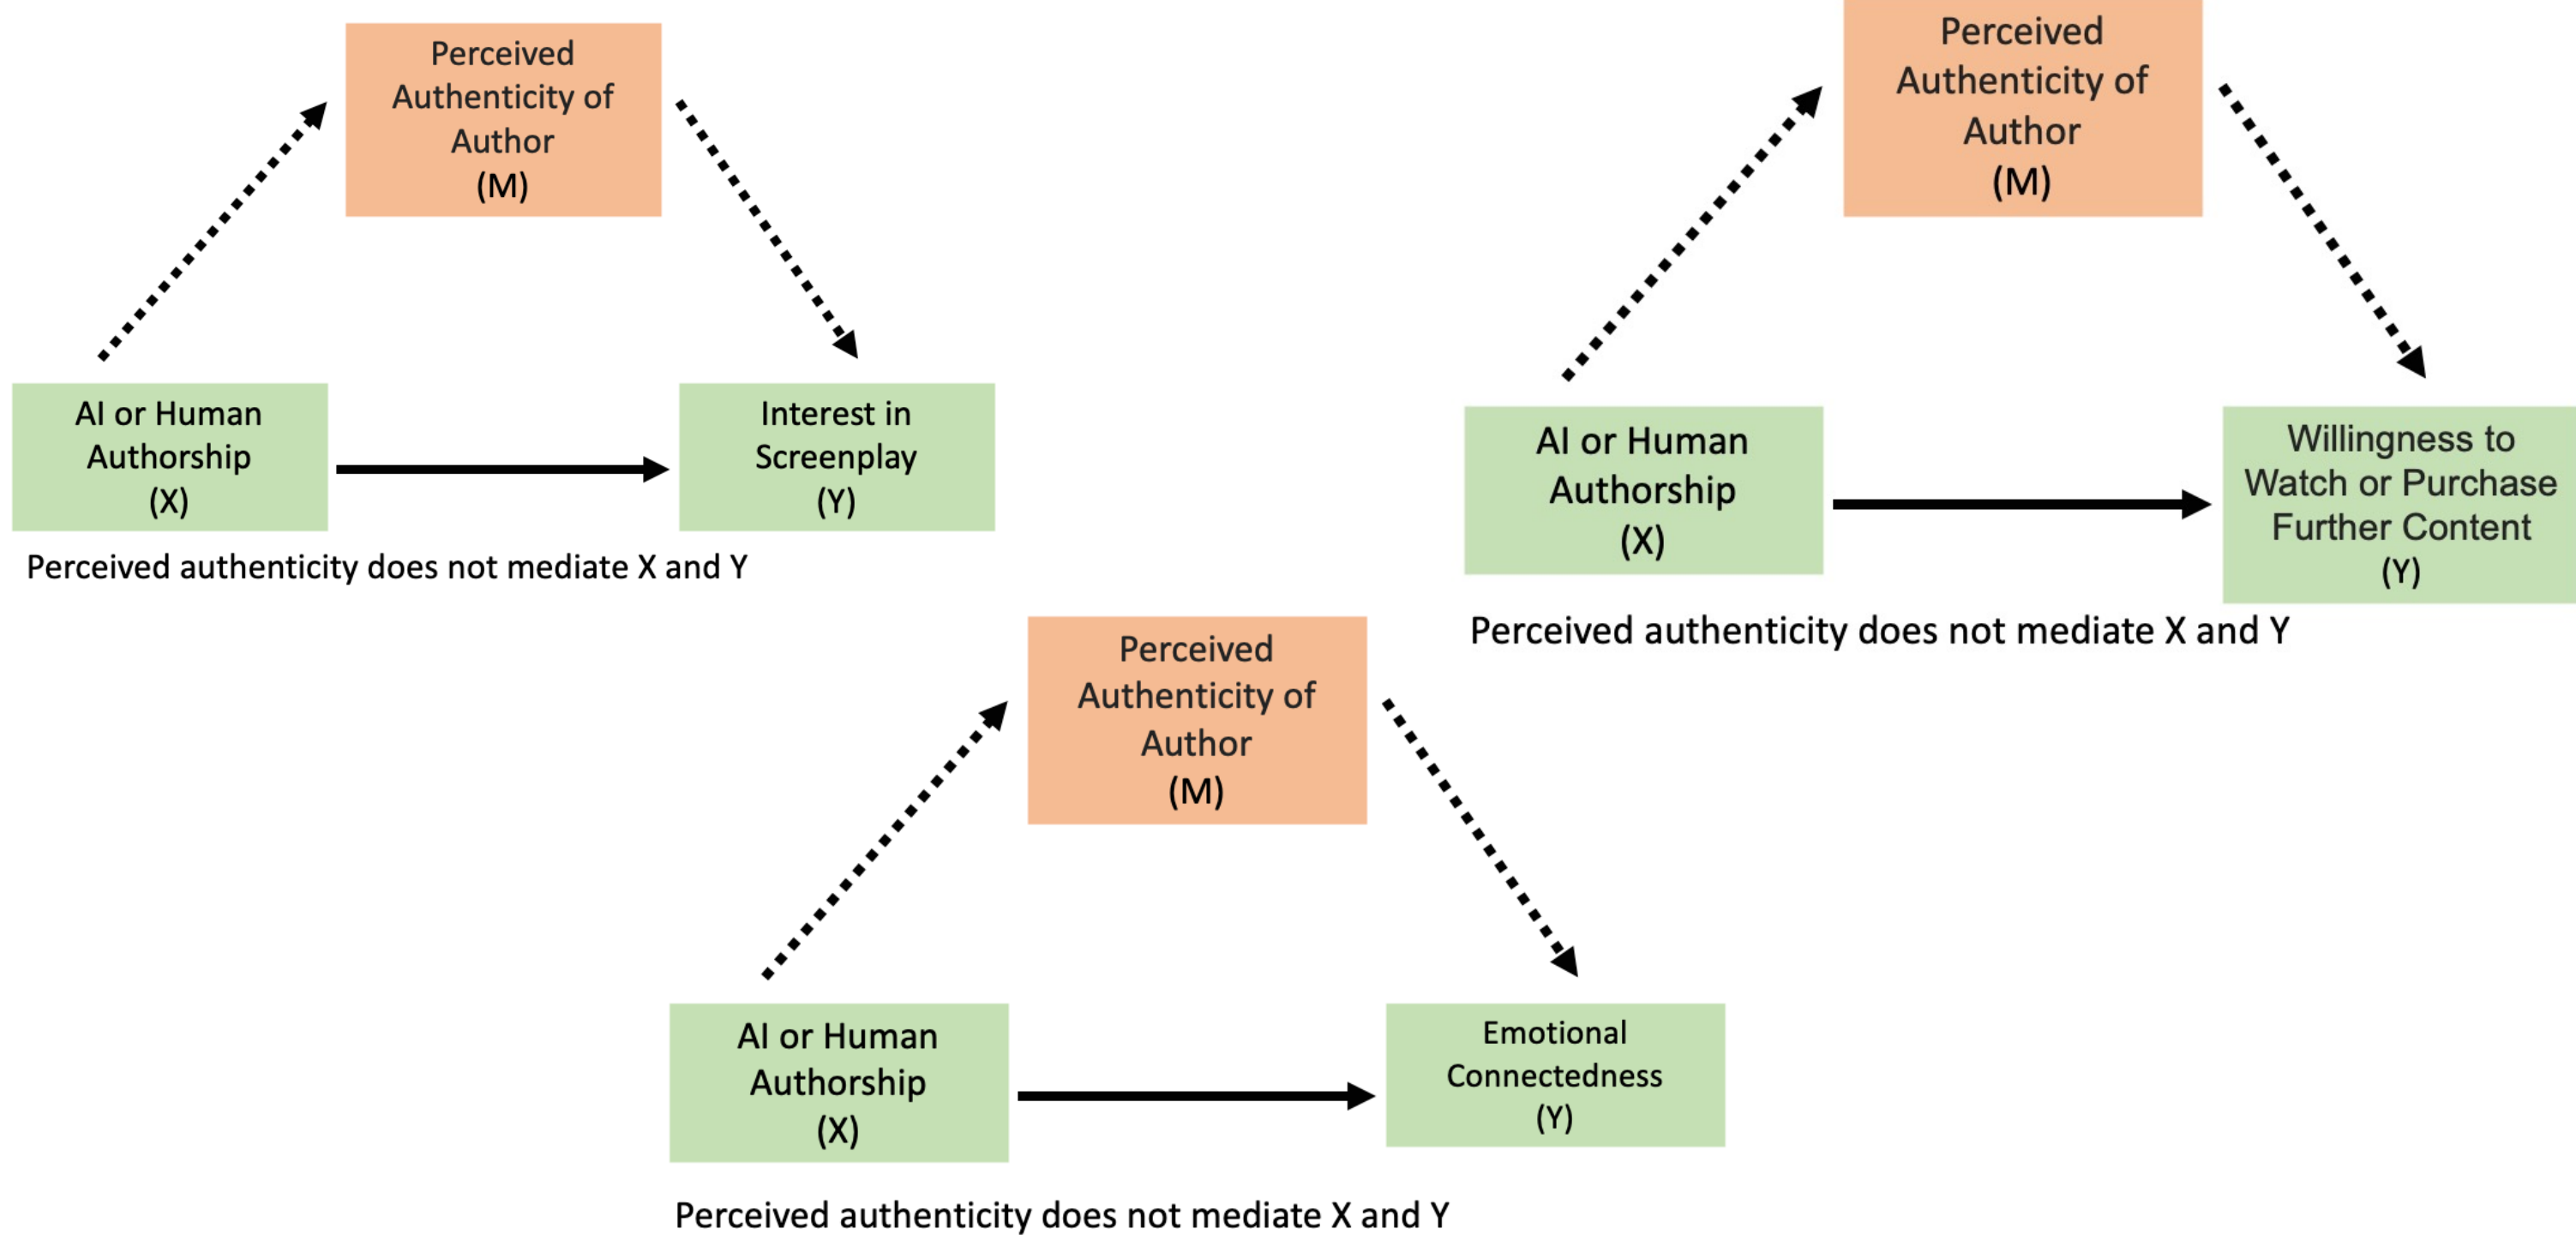 Perceived
Authenticity of
Author
(M)
AI or Human
Authorship
(X)
Interest in
Screenplay
(Y)
Perceived authenticity does not mediate X and Y
Perceived
Authenticity of
Author
(M)
AI or Human
Authorship
(X)
Willingness to
Watch or Purchase
Further Content
(Y)
Perceived authenticity does not mediate X and Y
Perceived
Authenticity of
Author
(M)
AI or Human
Authorship
(X)
Emotional
Connectedness
(Y)
Perceived authenticity does not mediate X and Y